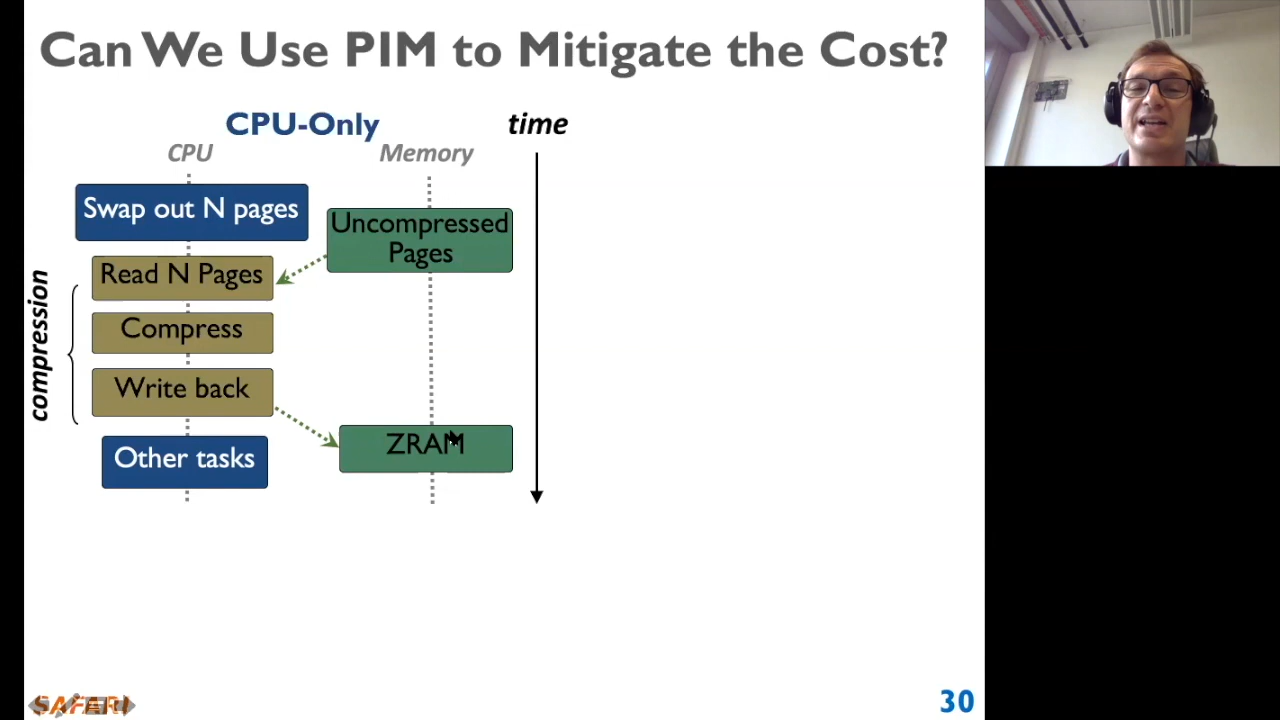 Can We Use PIM to Mitigate the Cost?
CPU-Only
time
CPU
Memory
Swap out N pages
Uncompressed
Pages
Read N Pages
compression
Compress
Write back
ZRAM
Other tasks
SAFARI
30